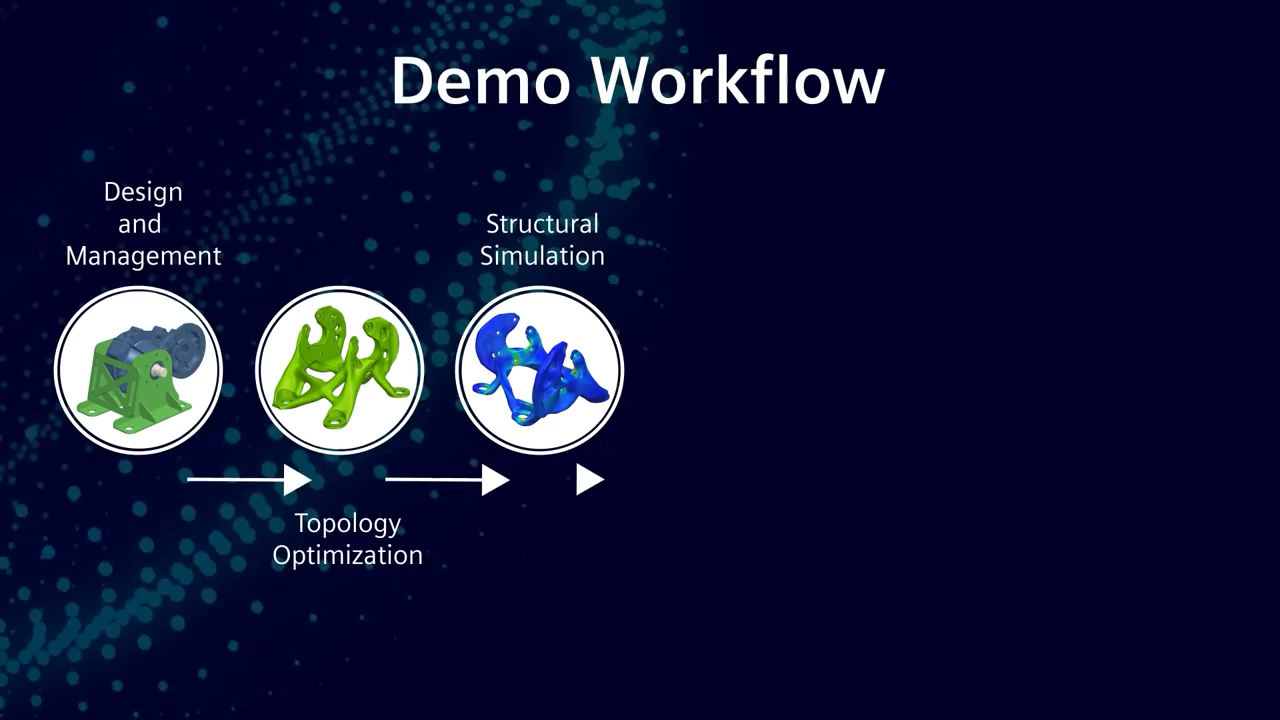 Demo Workflow
Design
and
Management
Structural
Simulation
Topology
Optimization